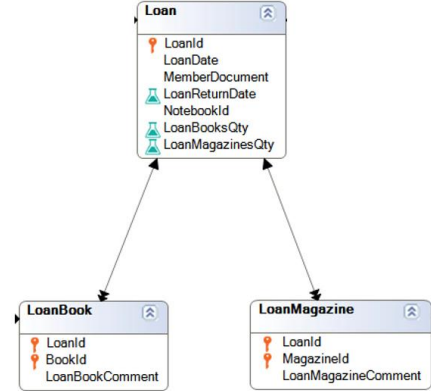 Loan
LoanId
LoanDate
MemberDocument
LoanReturnDate
NotebookId
LoanBooksQty
LoanMagazinesQty
LoanBook
LoanId
BookId
LoanBookComment
LoanMagazine
LoanId
MagazineId
LoanMagazineComment